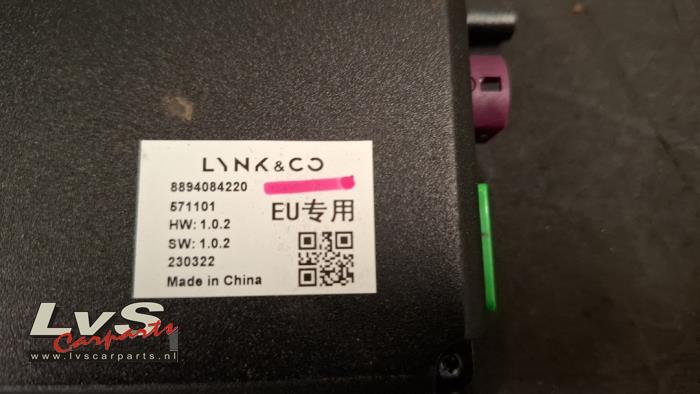 LYNK&CO
8894084220
571101
EU专用
HW: 1.0.2
SW: 1.0.2
230322
Made in China
LvS
Carparts
www.lvscarparts.nl